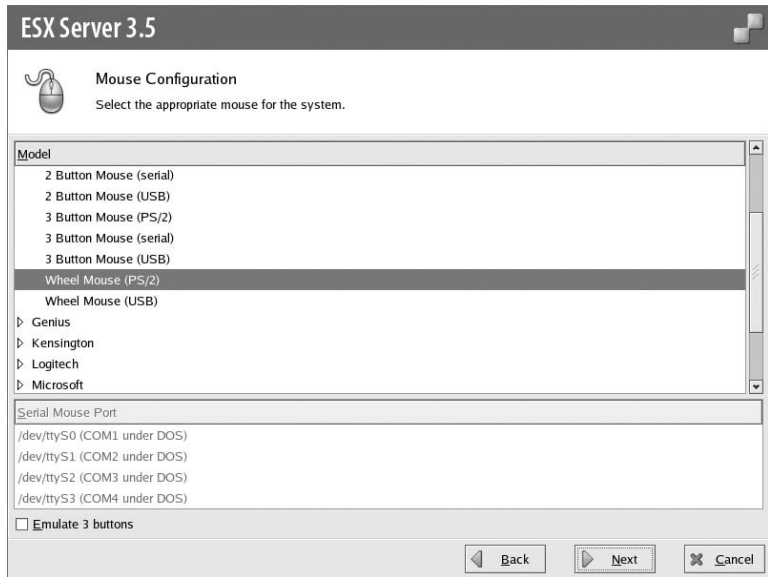 ESX Server 3.5
Mouse Configuration
Select the appropriate mouse for the system.
Model
2 Button Mouse (serial)
2 Button Mouse (USB)
3 Button Mouse (PS/2)
3 Button Mouse (serial)
3 Button Mouse (USB)
Wheel Mouse (PS/2)
Wheel Mouse (USB)
Genius
Kensington
Logitech
Microsoft
Serial Mouse Port
/dev/ttyS0 (COM1 under DOS)
/dev/ttyS1 (COM2 under DOS)
/dev/ttyS2 (COM3 under DOS)
/dev/ttyS3 (COM4 under DOS)
Emulate 3 buttons
Back Next Cancel